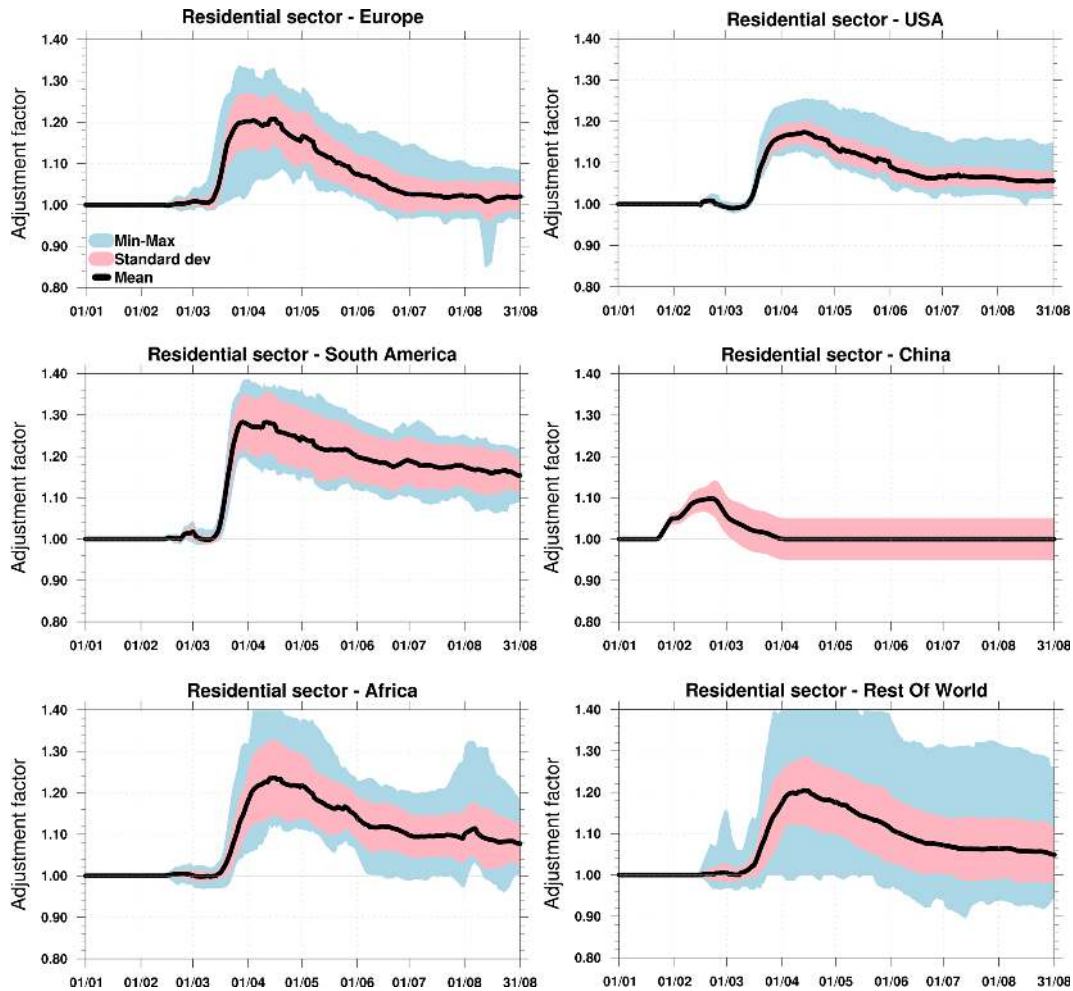 Residential sector - Europe
Adjustment factor
1.40
1.30
1.20
1.10
1.00
0.90
0.80
Min-Max
Standard dev
Mean
01/01 01/02 01/03 01/04 01/05 01/06 01/07 01/08 31/08
Residential sector - USA
Adjustment factor
1.40
1.30
1.20
1.10
1.00
0.90
0.80
01/01 01/02 01/03 01/04 01/05 01/06 01/07 01/08 31/08
Residential sector - South America
Adjustment factor
1.40
1.30
1.20
1.10
1.00
0.90
0.80
01/01 01/02 01/03 01/04 01/05 01/06 01/07 01/08 31/08
Residential sector - China
Adjustment factor
1.40
1.30
1.20
1.10
1.00
0.90
0.80
01/01 01/02 01/03 01/04 01/05 01/06 01/07 01/08 31/08
Residential sector - Africa
Adjustment factor
1.40
1.30
1.20
1.10
1.00
0.90
0.80
01/01 01/02 01/03 01/04 01/05 01/06 01/07 01/08 31/08
Residential sector - Rest Of World
Adjustment factor
1.40
1.30
1.20
1.10
1.00
0.90
0.80
01/01 01/02 01/03 01/04 01/05 01/06 01/07 01/08 31/08